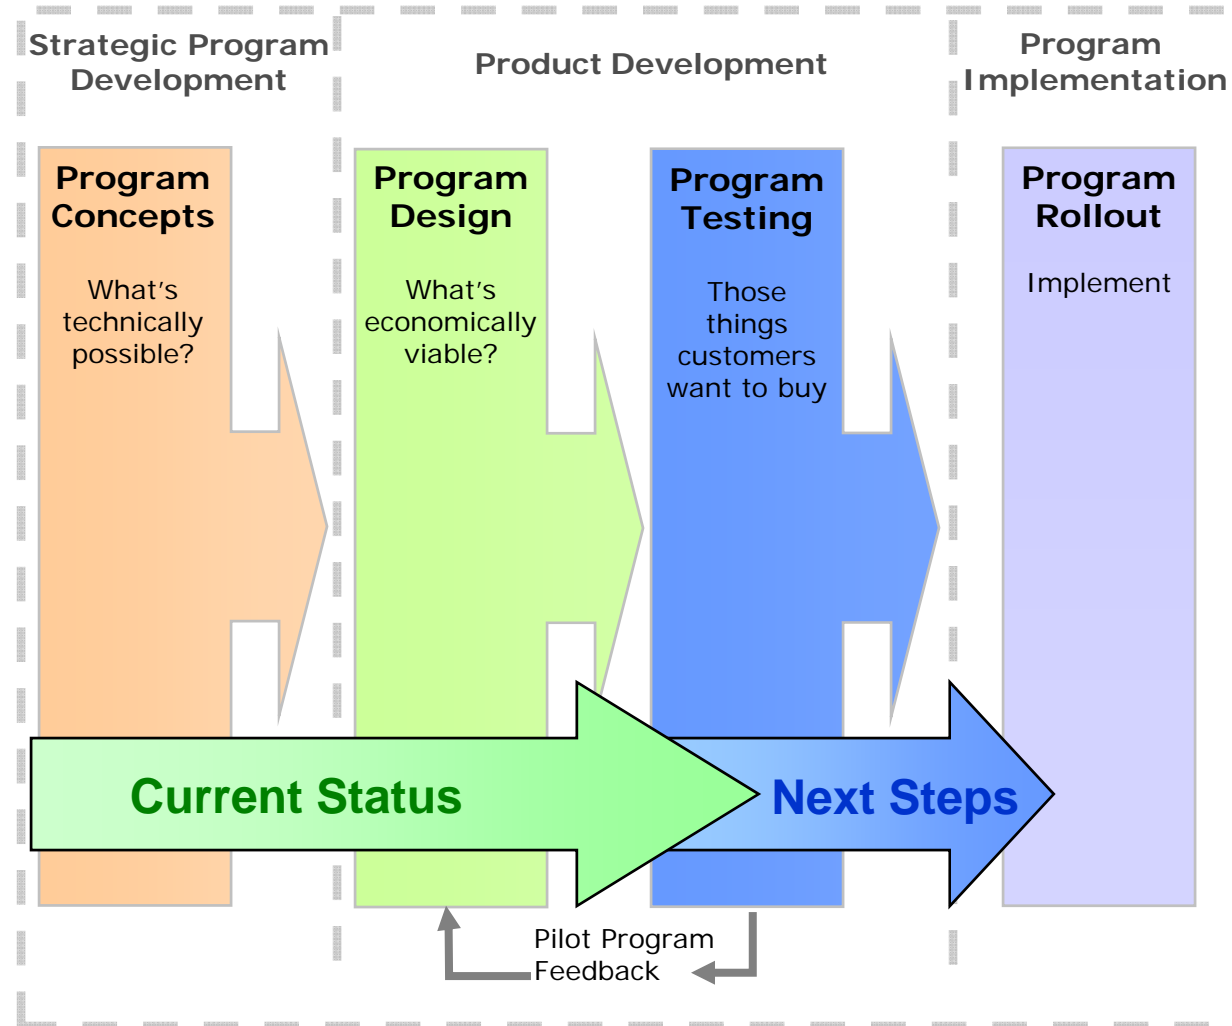 Strategic Program
Development
Product Development
Program
Implementation
Program
Concepts
What's
technically
possible?
Program
Design
What's
economically
viable?
Program
Testing
Those
things
customers
want to buy
Program
Rollout
Implement
Current Status
Next Steps
Pilot Program
Feedback